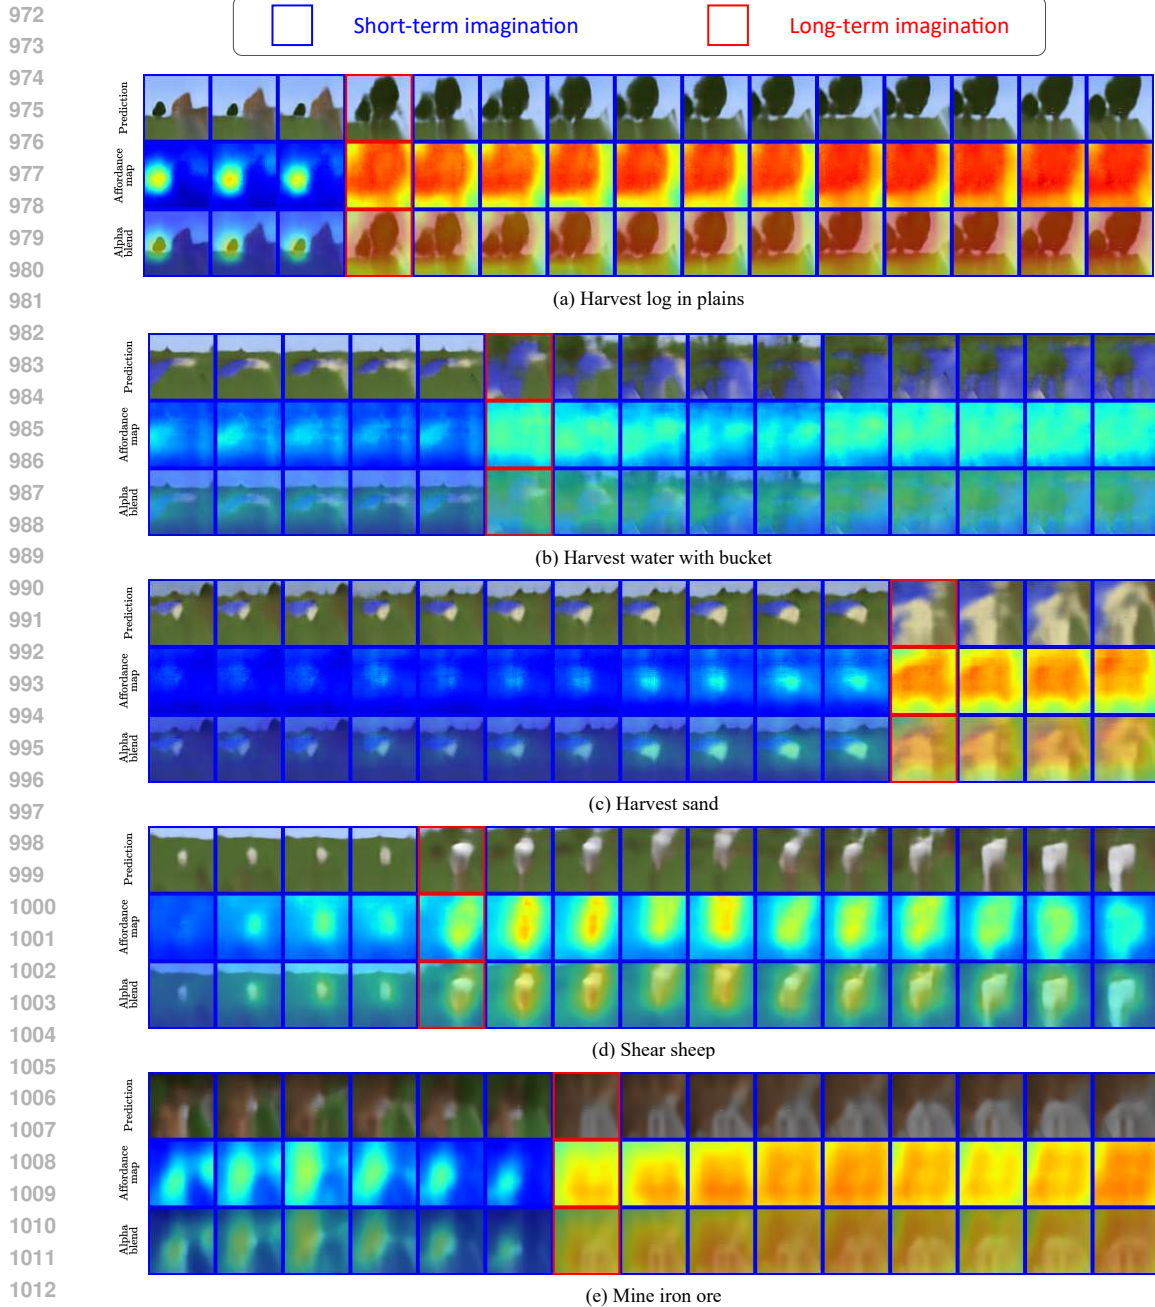 972
Short-term imagination
Long-term imagination
973
974
Prediction
975
976
Affordance
map
977
978
Alpha
blend
979
980
(a) Harvest log in plains
981
982
Prediction
983
984
Affordance
map
985
986
Alpha
blend
987
988
(b) Harvest water with bucket
989
990
Prediction
991
992
Affordance
map
993
994
Alpha
blend
995
996
(c) Harvest sand
997
998
Prediction
999
1000
Affordance
map
1001
1002
Alpha
blend
1003
1004
(d) Shear sheep
1005
1006
Prediction
1007
1008
Affordance
map
1009
1010
Alpha
blend
1011
1012
(e) Mine iron ore